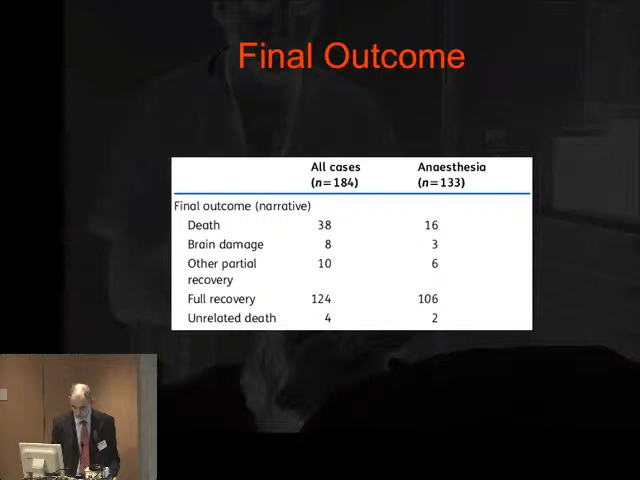 Final Outcome
All cases Anaesthesia
(n=184) (n=133)
Final outcome (narrative)
Death 38 16
Brain damage 8 3
Other partial 10 6
recovery
Full recovery 124 106
Unrelated death 4 2